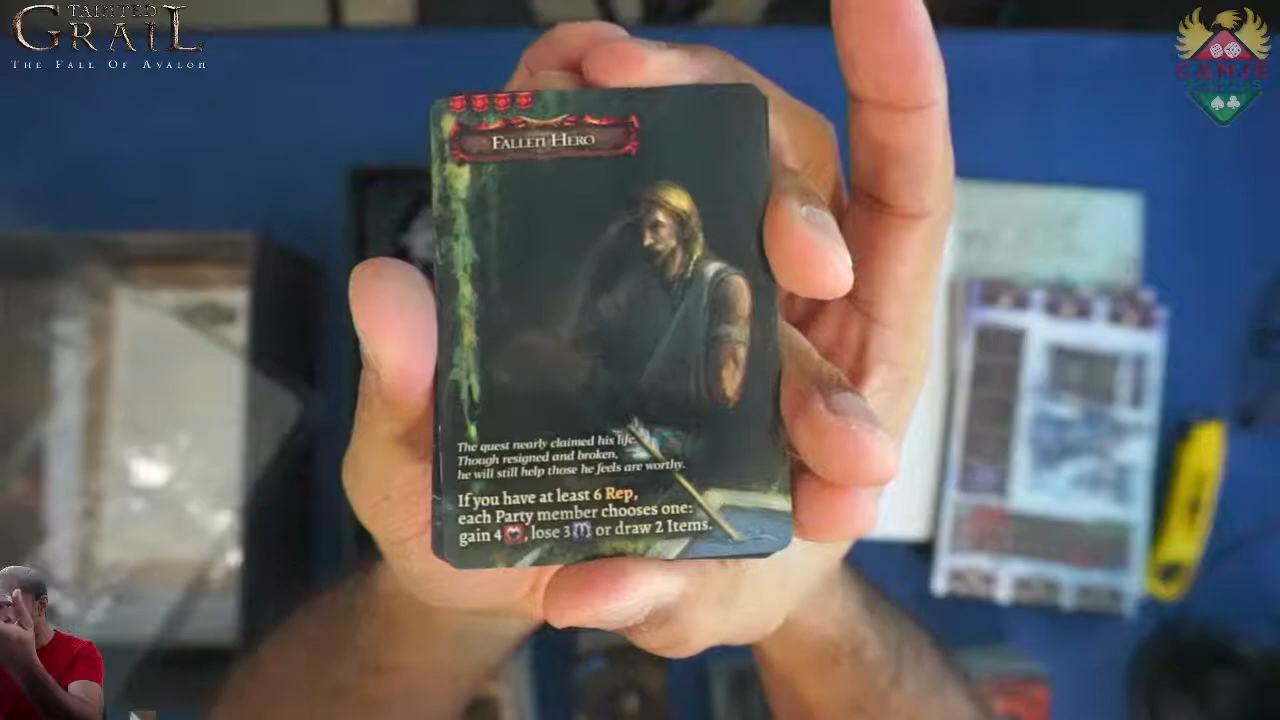 TAINTED
GRAIL
THE FALL OF AVALON
CANJE
FALLEN HERO
The quest nearly claimed his life.
Though resigned and broken,
he will still help those he feels are worthy.
If you have at least 6 Rep,
each Party member chooses one:
gain 4, lose 3 or draw 2 Items.